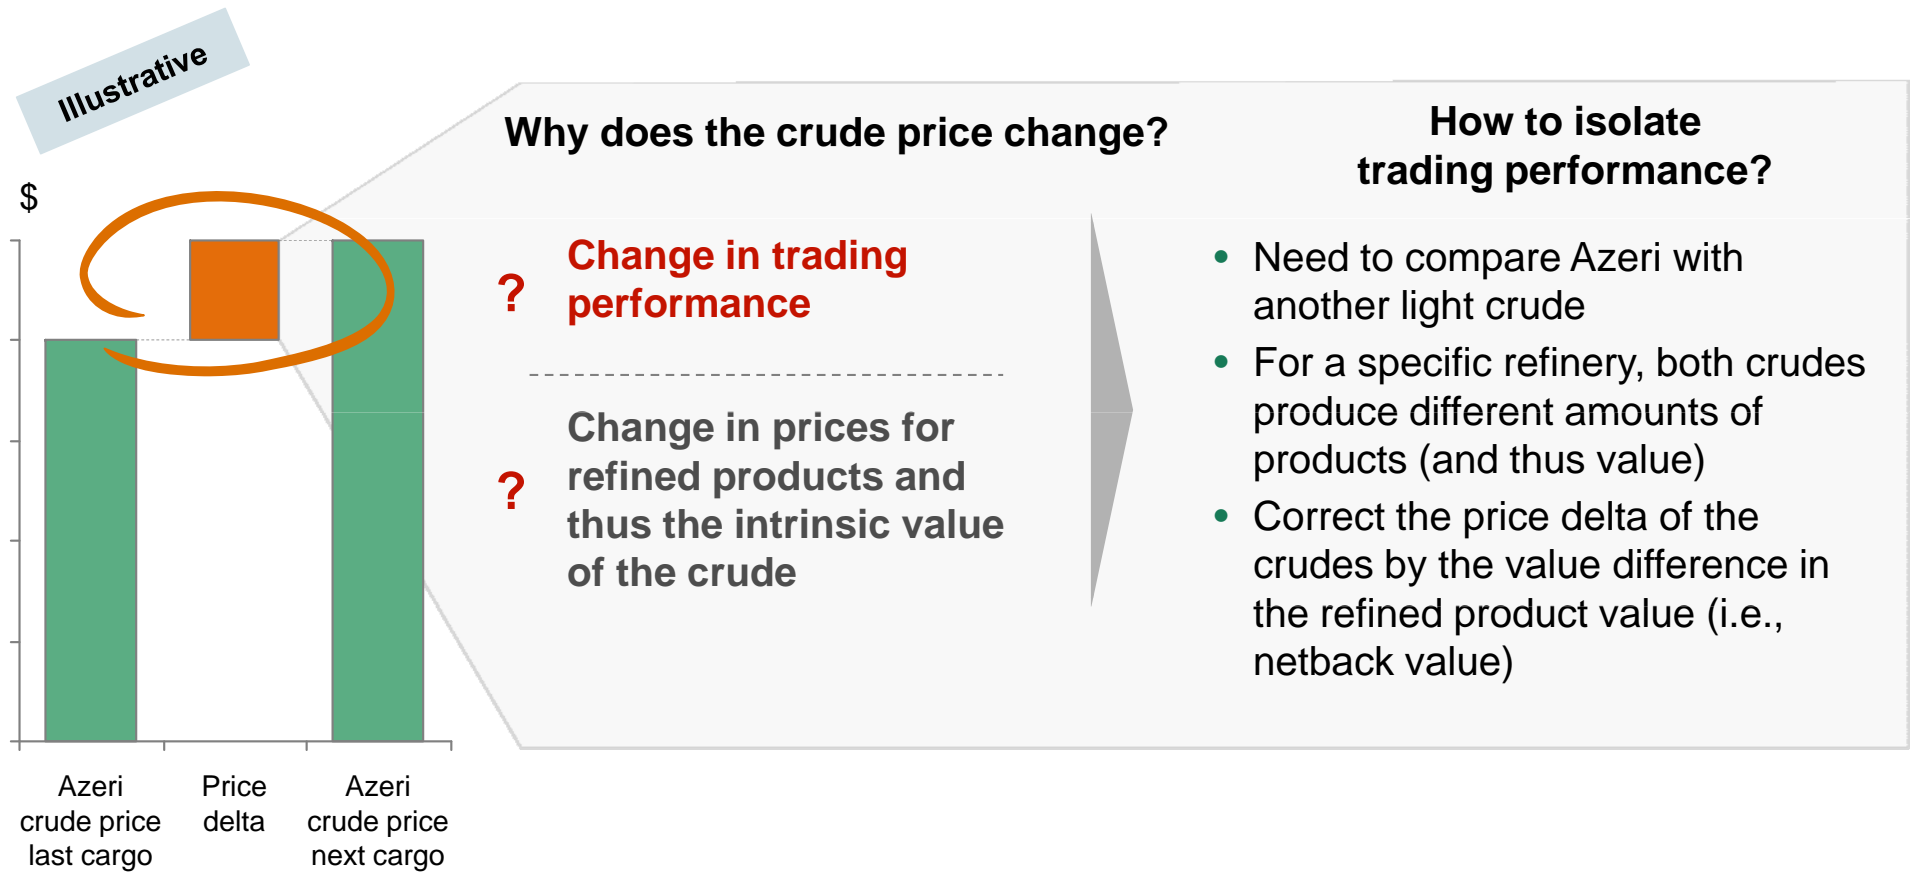 Illustrative
$
Azeri
crude price
last cargo
Price
delta
Azeri
crude price
next cargo
Why does the crude price change?
?
Change in trading
performance
?
Change in prices for
refined products and
thus the intrinsic value
of the crude
How to isolate
trading performance?
• Need to compare Azeri with
another light crude
• For a specific refinery, both crudes
produce different amounts of
products (and thus value)
• Correct the price delta of the
crudes by the value difference in
the refined product value (i.e.,
netback value)